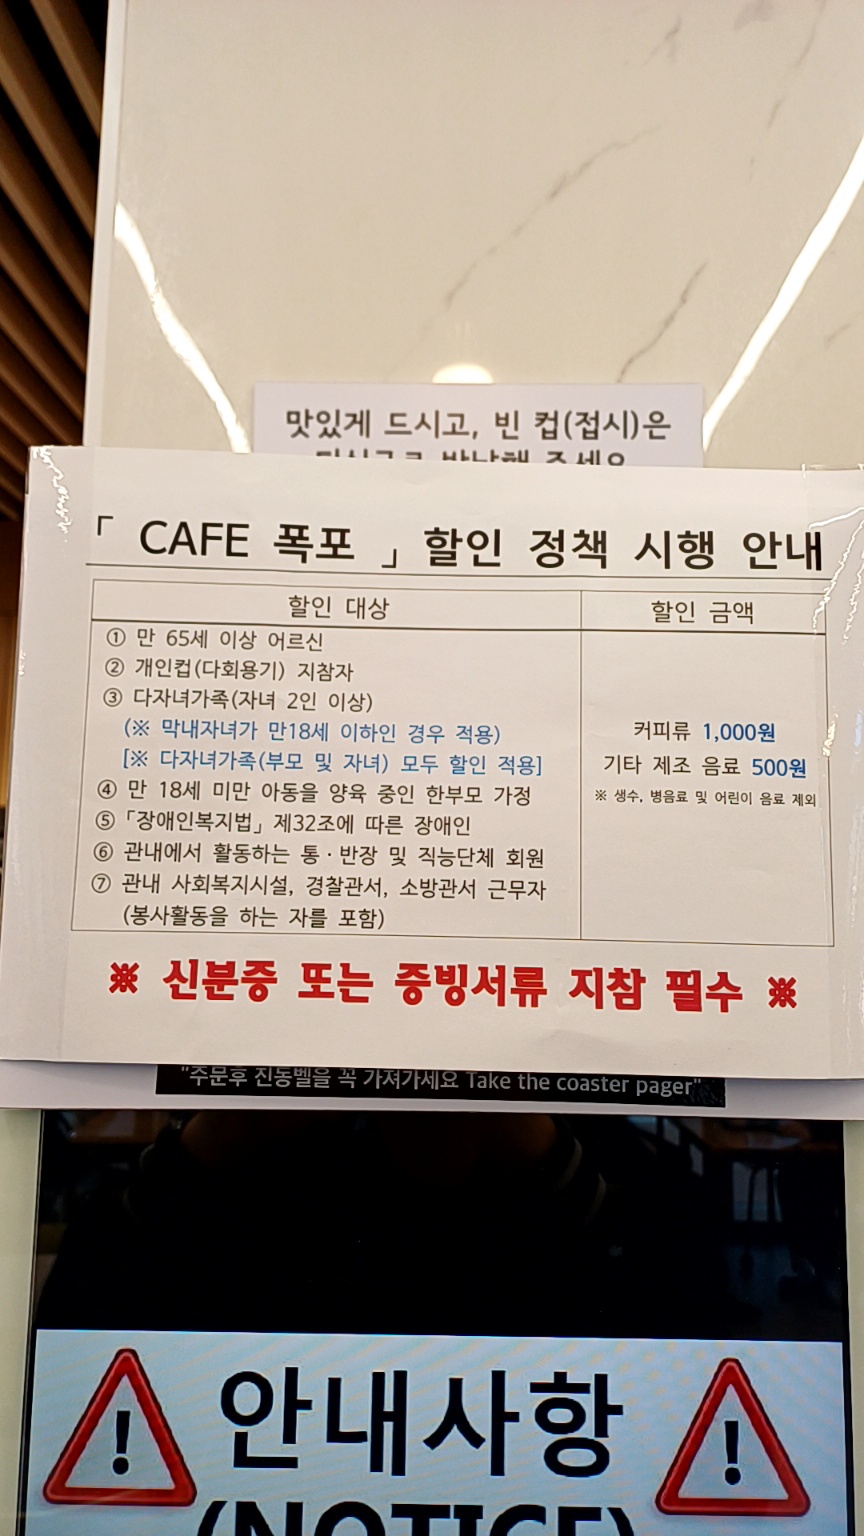 맛있게 드시고, 빈 컵(접시)은
주세요
「 CAFE 폭포 」 할인 정책 시행 안내
할인 대상
할인 금액
① 만 65세 이상 어르신
② 개인컵(다회용기) 지참자
③ 다자녀가족(자녀 2인 이상)
(※ 막내자녀가 만18세 이하인 경우 적용)
[※ 다자녀가족(부모 및 자녀) 모두 할인 적용]
④ 만 18세 미만 아동을 양육 중인 한부모 가정
⑤ 「장애인복지법」 제32조에 따른 장애인
⑥ 관내에서 활동하는 통·반장 및 직능단체 회원
⑦ 관내 사회복지시설, 경찰관서, 소방관서 근무자
(봉사활동을 하는 자를 포함)
커피류 1,000원
기타 제조 음료 500원
※ 생수, 병음료 및 어린이 음료 제외
※ 신분증 또는 증빙서류 지참 필수 ※
"주문후 진동벨을 꼭 가져가세요 Take the coaster pager"
안내사항
(NOTICE)